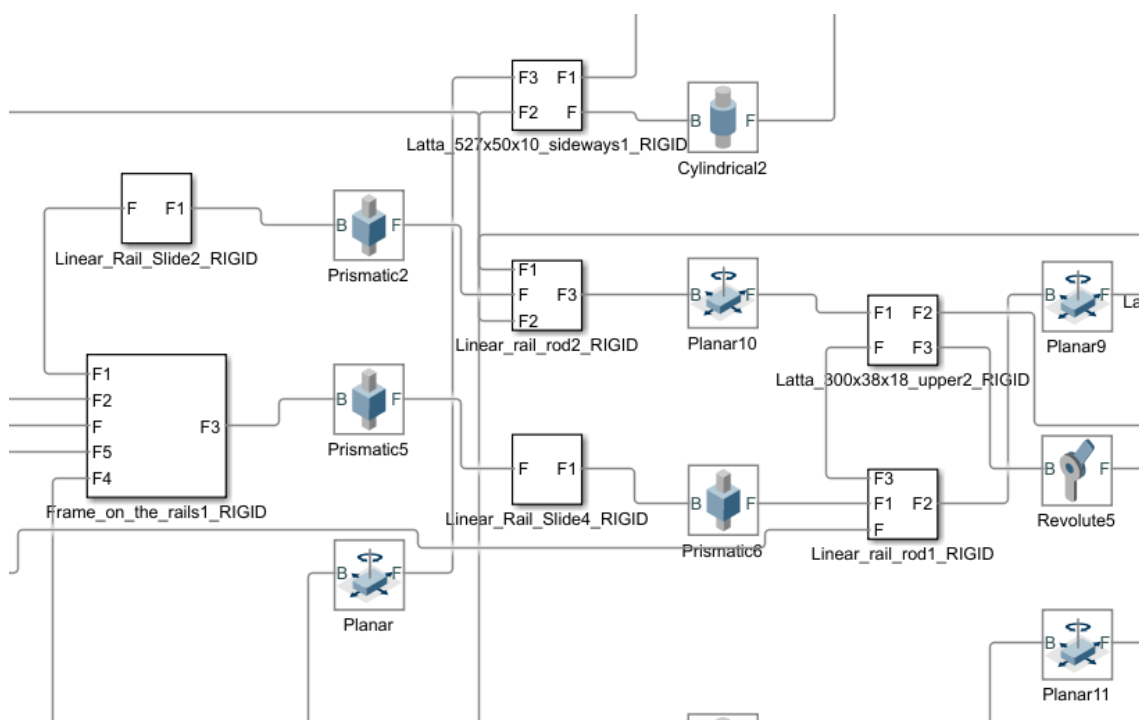 F3 F1
F2 F
Latta_527x50x10_sideways1_RIGID
B F
Cylindrical2
F F1
Linear_Rail_Slide2_RIGID
B F
Prismatic2
F1
F F3
F2
Linear_rail_rod2_RIGID
B F
Planar10
F1 F2
F F3
Latta_300x38x18_upper2_RIGID
B F
Planar9
La
F1
F2
F F3
F5
F4
Frame_on_the_rails1_RIGID
B F
Prismatic5
F F1
Linear_Rail_Slide4_RIGID
B F
Prismatic6
F3
F1 F2
F
Linear_rail_rod1_RIGID
B F
Revolute5
B F
Planar
B F
Planar11